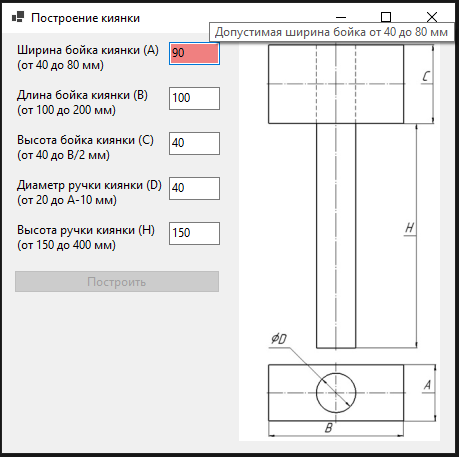 Построение киянки
Допустимая ширина бойка от 40 до 80 мм
Ширина бойка киянки (A)
(от 40 до 80 мм)
90
Длина бойка киянки (B)
(от 100 до 200 мм)
100
Высота бойка киянки (C)
(от 40 до B/2 мм)
40
Диаметр ручки киянки (D)
(от 20 до A-10 мм)
40
Высота ручки киянки (H)
(от 150 до 400 мм)
150
Построить
C
H
ϕD
A
B